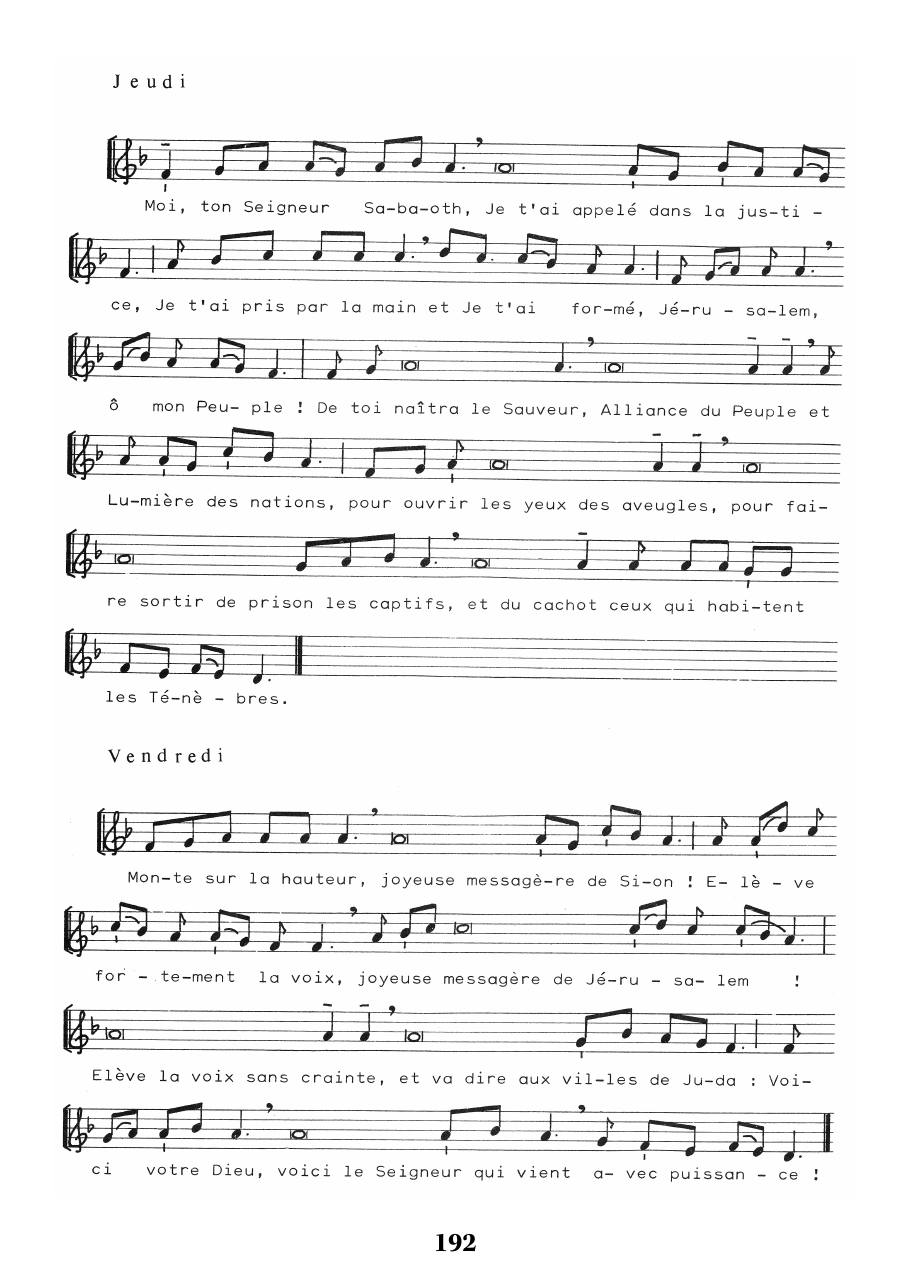 Jeudi
Moi, ton Seigneur Sa-ba-oth, Je t'ai appelé dans la jus-ti -
ce, Je t'ai pris par la main et Je t'ai for-mé, Jé-ru - sa-lem,
ô mon Peu- ple ! De toi naîtra le Sauveur, Alliance du Peuple et
Lu-mière des nations, pour ouvrir les yeux des aveugles, pour fai-
re sortir de prison les captifs, et du cachot ceux qui habi-tent
les Té-nè - bres.
Vendredi
Mon-te sur la hauteur, joyeuse messagè-re de Si-on ! E- lè - ve
for - te-ment la voix, joyeuse messagère de Jé-ru - sa- lem !
Elève la voix sans crainte, et va dire aux vil-les de Ju-da : Voi-
ci votre Dieu, voici le Seigneur qui vient a- vec puissan - ce !
192